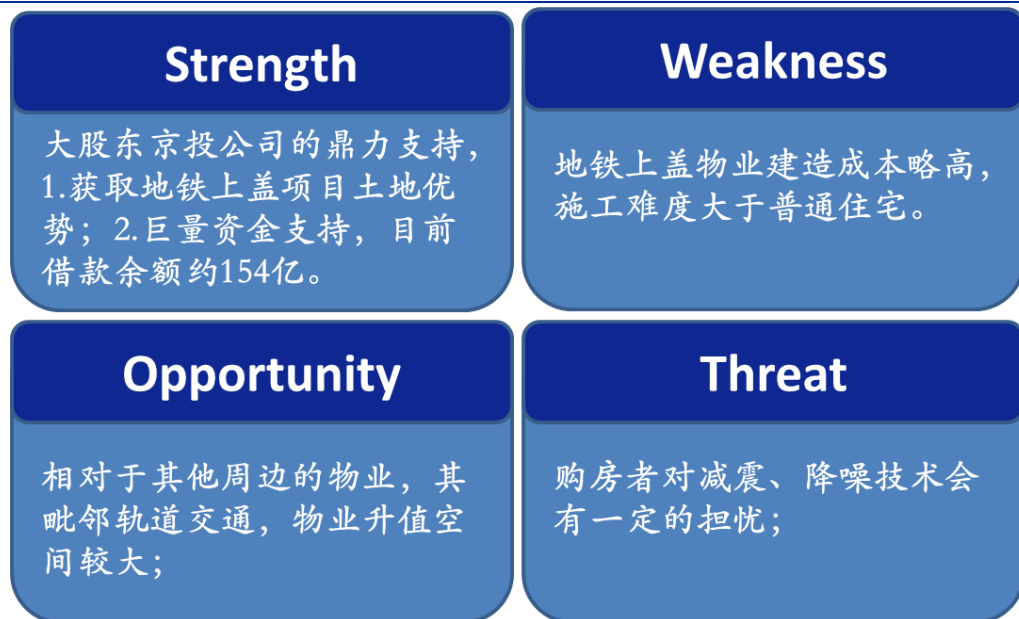 Strength
大股东京投公司的鼎力支持，
1.获取地铁上盖项目土地优
势；2.巨量资金支持，目前
借款余额约154亿。
Weakness
地铁上盖物业建造成本略高，
施工难度大于普通住宅。
Opportunity
相对于其他周边的物业，其
毗邻轨道交通，物业升值空
间较大；
Threat
购房者对减震、降噪技术会
有一定的担忧；